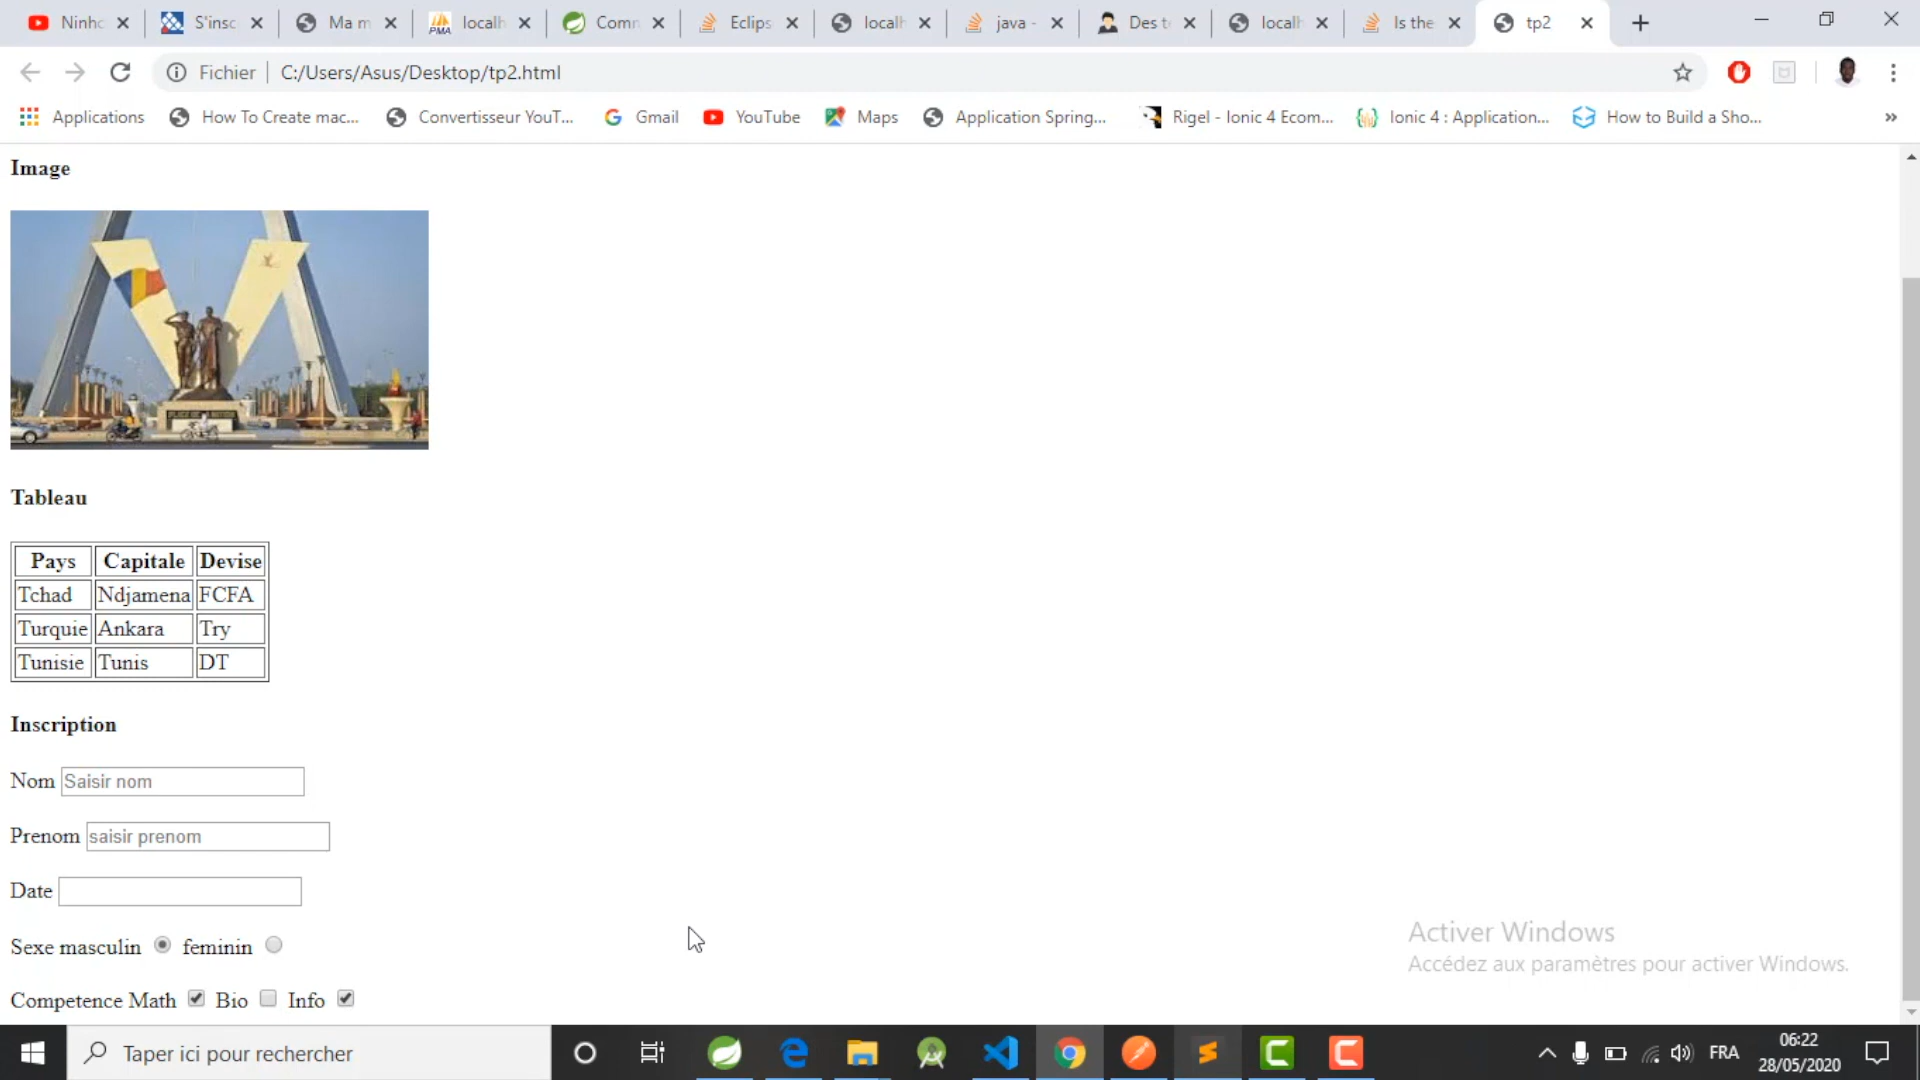 Ninho
S'insc
Ma m
localh
Comm
Eclips
localh
java -
Des t
localh
Is the
tp2
Fichier
C:/Users/Asus/Desktop/tp2.html
Applications
How To Create mac...
Convertisseur YouT...
Gmail
YouTube
Maps
Application Spring...
Rigel - Ionic 4 Ecom...
Ionic 4 : Application...
How to Build a Sho...
»
Image
Tableau
Pays Capitale Devise
Tchad Ndjamena FCFA
Turquie Ankara Try
Tunisie Tunis DT
Inscription
Nom Saisir nom
Prenom saisir prenom
Date
Sexe masculin feminin
Competence Math Bio Info
Activer Windows
Accédez aux paramètres pour activer Windows.
Taper ici pour rechercher
FRA
06:22
28/05/2020